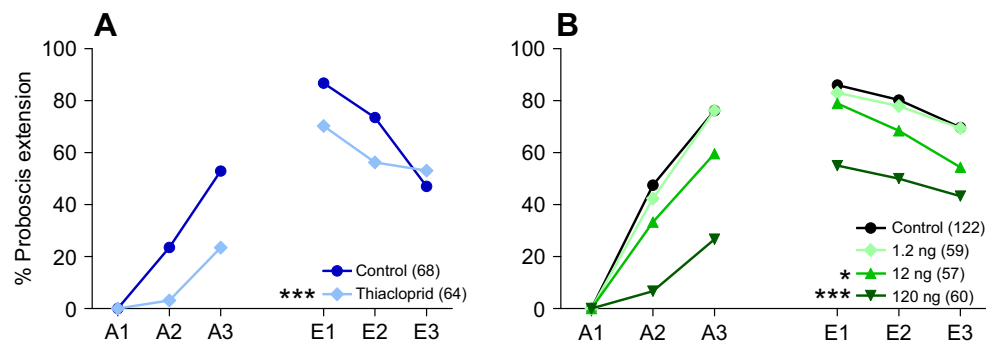 A
% Proboscis extension
100
80
60
40
20
0
A1 A2 A3 E1 E2 E3
Control (68)
*** Thiacloprid (64)
B
100
80
60
40
20
0
A1 A2 A3 E1 E2 E3
Control (122)
1.2 ng (59)
* 12 ng (57)
*** 120 ng (60)